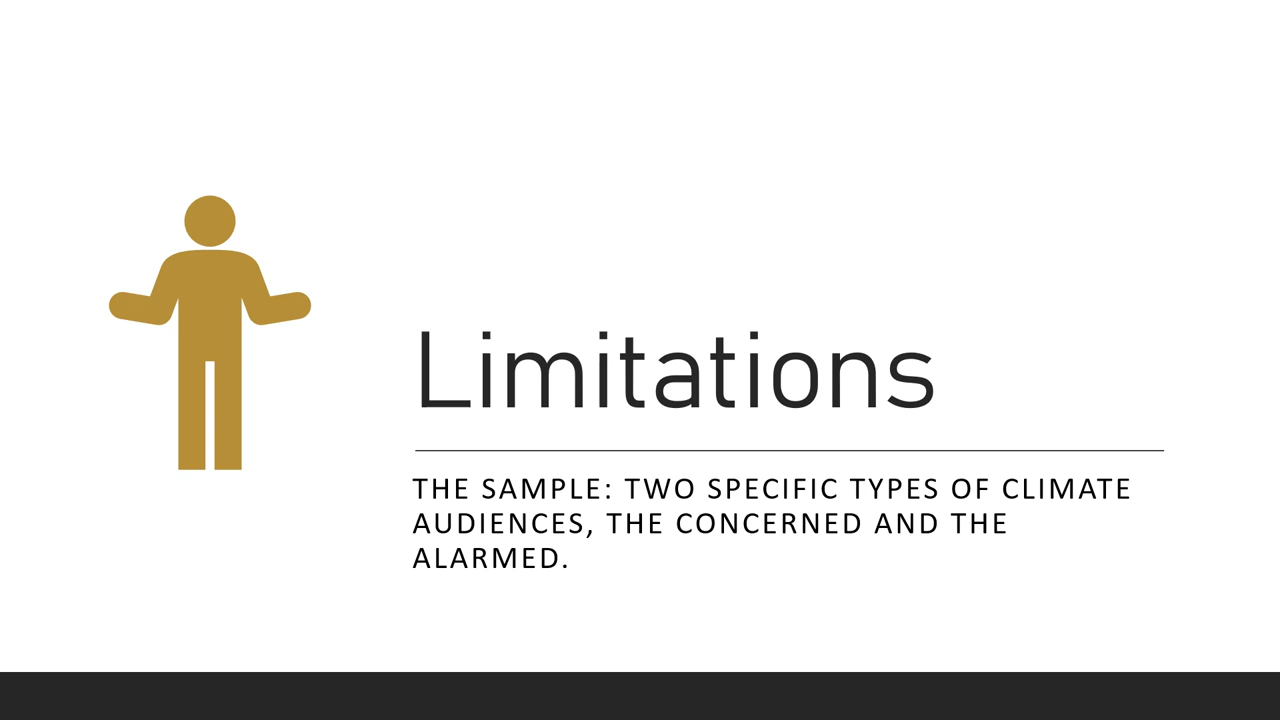 Limitations
THE SAMPLE: TWO SPECIFIC TYPES OF CLIMATE
AUDIENCES, THE CONCERNED AND THE
ALARMED.